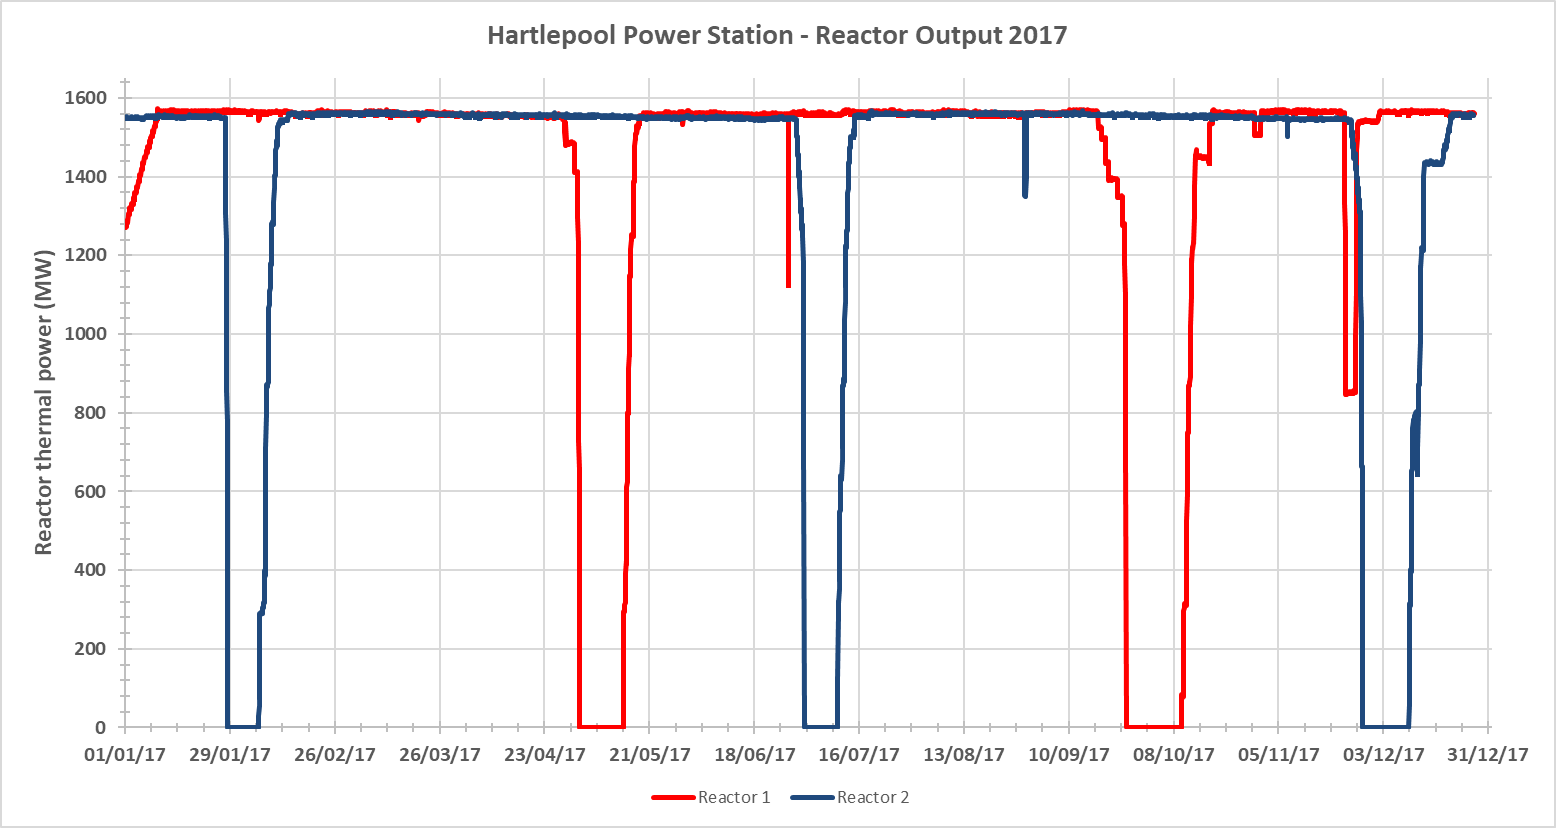 Hartlepool Power Station - Reactor Output 2017
Reactor thermal power (MW)
1600
1400
1200
1000
800
600
400
200
0
01/01/17 29/01/17 26/02/17 26/03/17 23/04/17 21/05/17 18/06/17 16/07/17 13/08/17 10/09/17 08/10/17 05/11/17 03/12/17 31/12/17
Reactor 1 Reactor 2